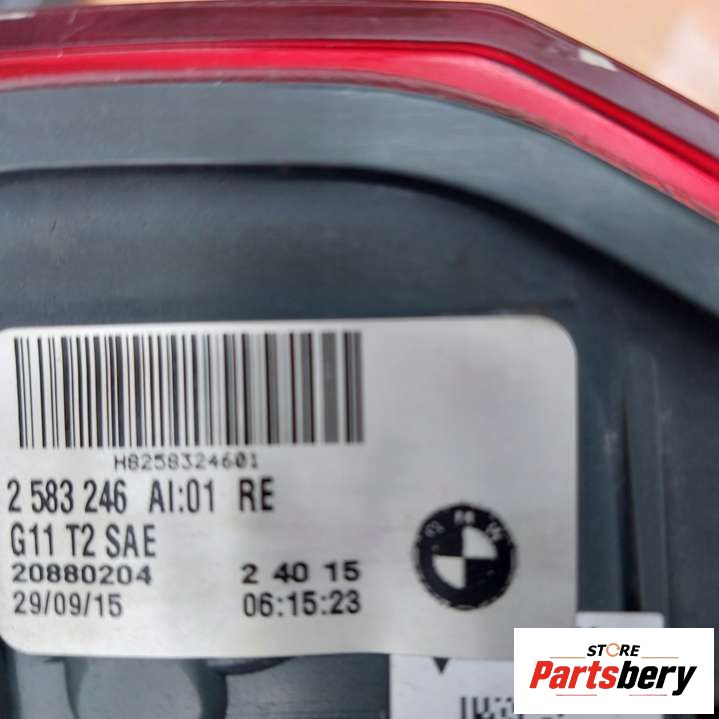 H8258324601
2 583 246 AI:01 RE
G11 T2 SAE
20880204 2 40 15
29/09/15 06:15:23
BMW
STORE
Partsbery